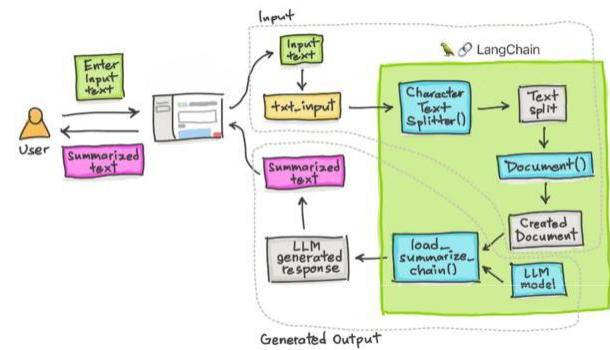 Input
LangChain
Enter
Input
text
User
Summarized
text
Input
text
txt_input
Character
Text
Splitter()
Text
split
Document()
Created
Document
LLM
model
load_
summarize_
chain()
LLM
generated
response
Summarized
text
Generated Output